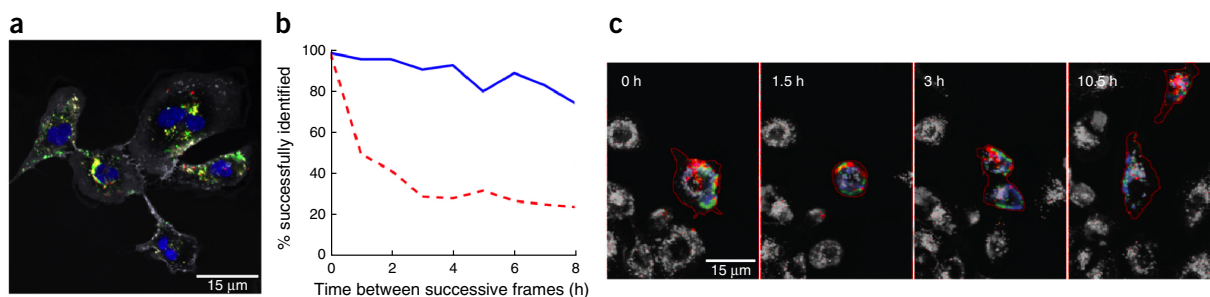 a
15 μm
b
% successfully identified
100
80
60
40
20
0
0 2 4 6 8
Time between successive frames (h)
c
0 h
1.5 h
3 h
10.5 h
15 μm